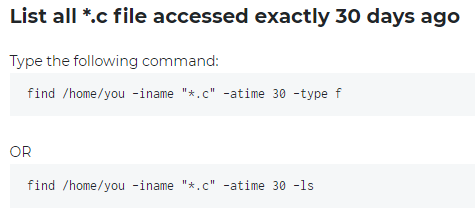 List all *.c file accessed exactly 30 days ago
Type the following command:
find /home/you -iname "*.c" -atime 30 -type f
OR
find /home/you -iname "*.c" -atime 30 -ls